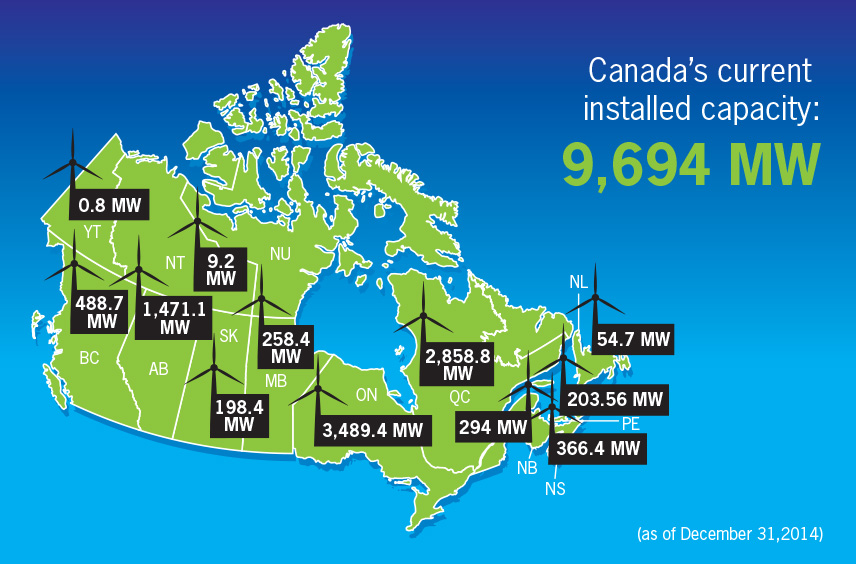 Canada's current
installed capacity:
9,694 MW
0.8 MW
YT
NT
9.2
MW
NU
488.7
MW
1,471.1
MW
BC
AB
SK
198.4
MW
258.4
MW
MB
ON
3,489.4 MW
2,858.8
MW
QC
NL
54.7 MW
203.56 MW
PE
294 MW
366.4 MW
NB
NS
(as of December 31,2014)